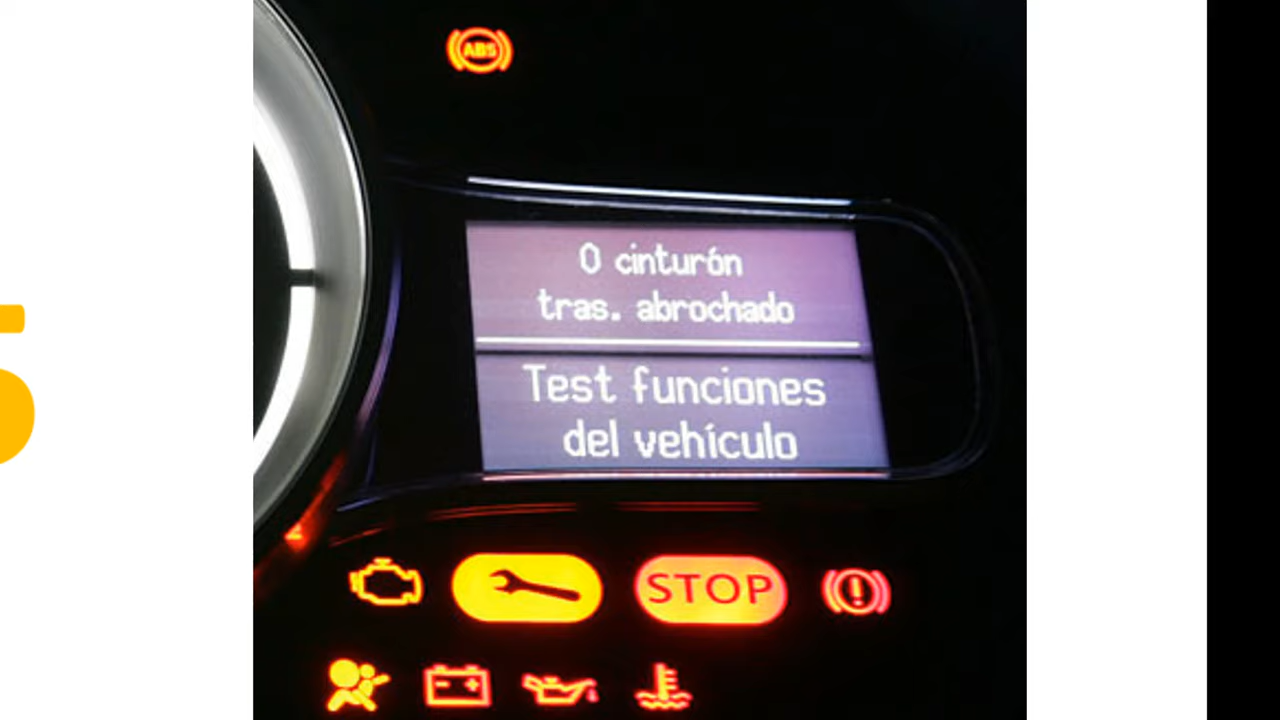 ABS
0 cinturón
tras. abrochado
Test funciones
del vehículo
STOP